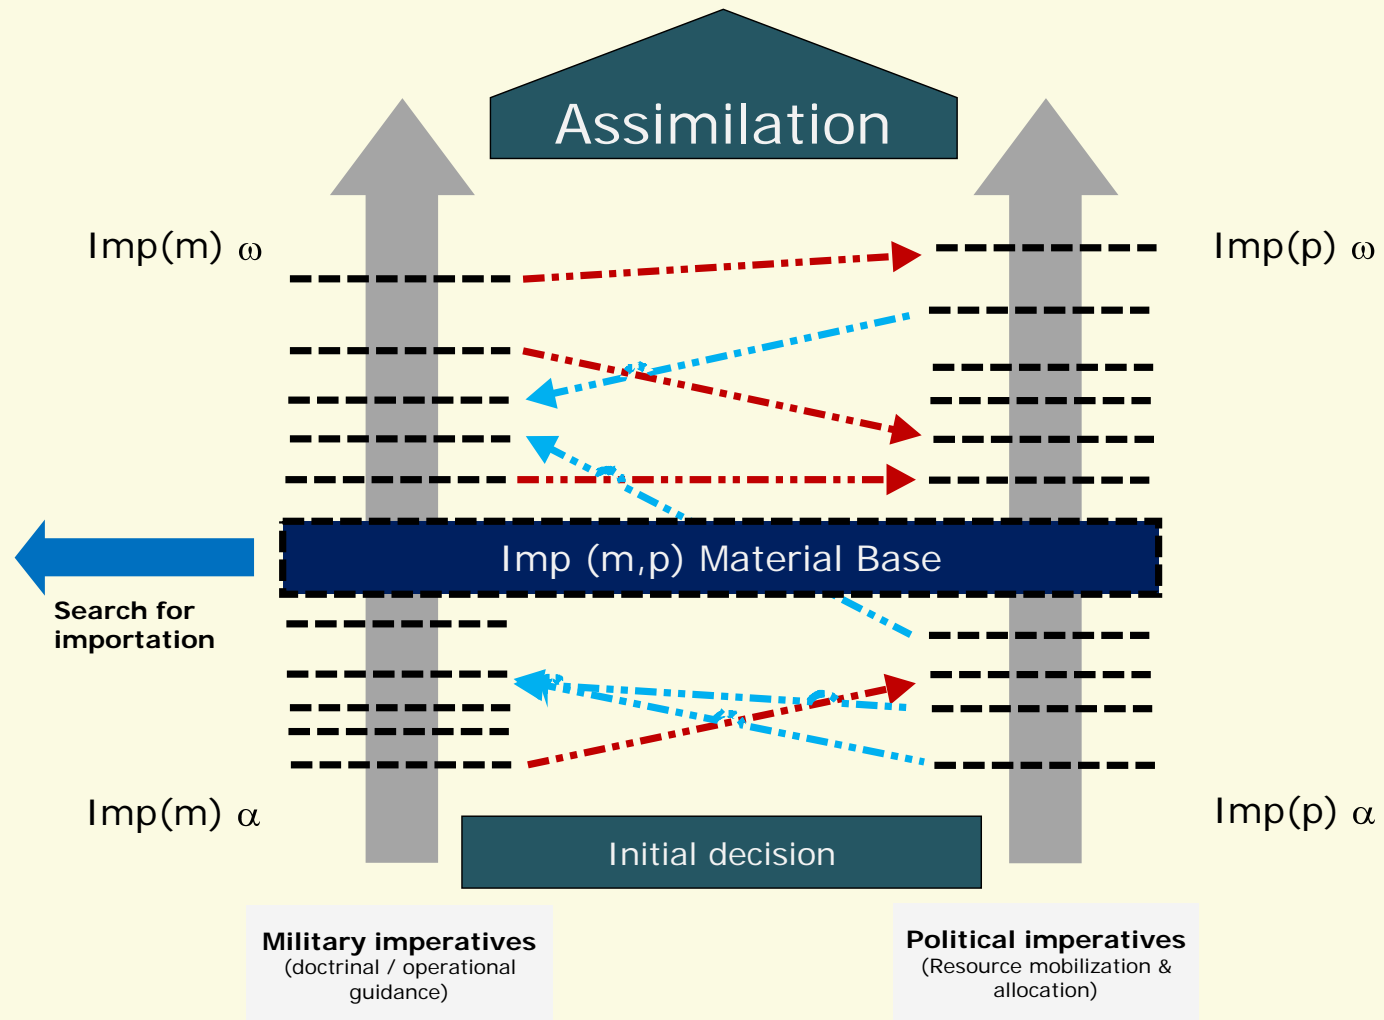 Assimilation
Imp(m) ω
Imp(p) ω
Imp (m,p) Material Base
Search for
importation
Imp(m) α
Imp(p) α
Initial decision
Military imperatives
(doctrinal / operational
guidance)
Political imperatives
(Resource mobilization &
allocation)